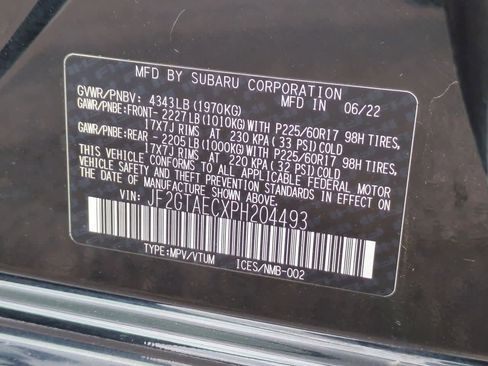 MFD BY SUBARU CORPORATION
GVWR/PNBV: 4343LB(1970KG) MFD IN 06/22
GAWR/PNBE:FRONT- 2227LB(1010KG)WITH P225/60R17 98H TIRES,
17X7J RIMS AT 230 KPA(33 PSI)COLD
GAWR/PNBE:REAR - 2205LB(1000KG)WITH P225/60R17 98H TIRES,
17X7J RIMS AT 220 KPA(32 PSI)COLD
THIS VEHICLE CONFORMS TO ALL APPLICABLE FEDERAL MOTOR
VEHICLE SAFETY AND THEFT PREVENTION STANDARDS IN EFFECT ON
THE DATE OF MANUFACTURE SHOWN ABOVE.
VIN: JF2GTAECXPH204493
TYPE:MPV/VTUM ICES/NMB-002